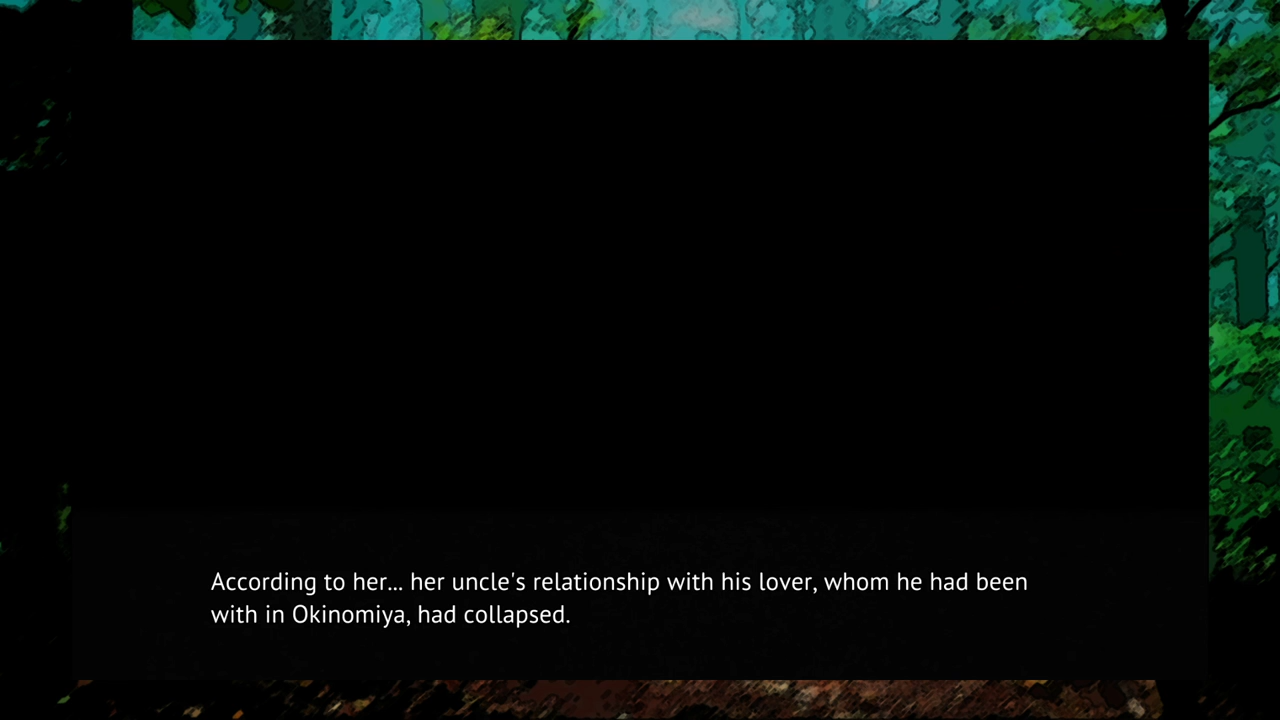 According to her... her uncle's relationship with his lover, whom he had been
with in Okinomiya, had collapsed.